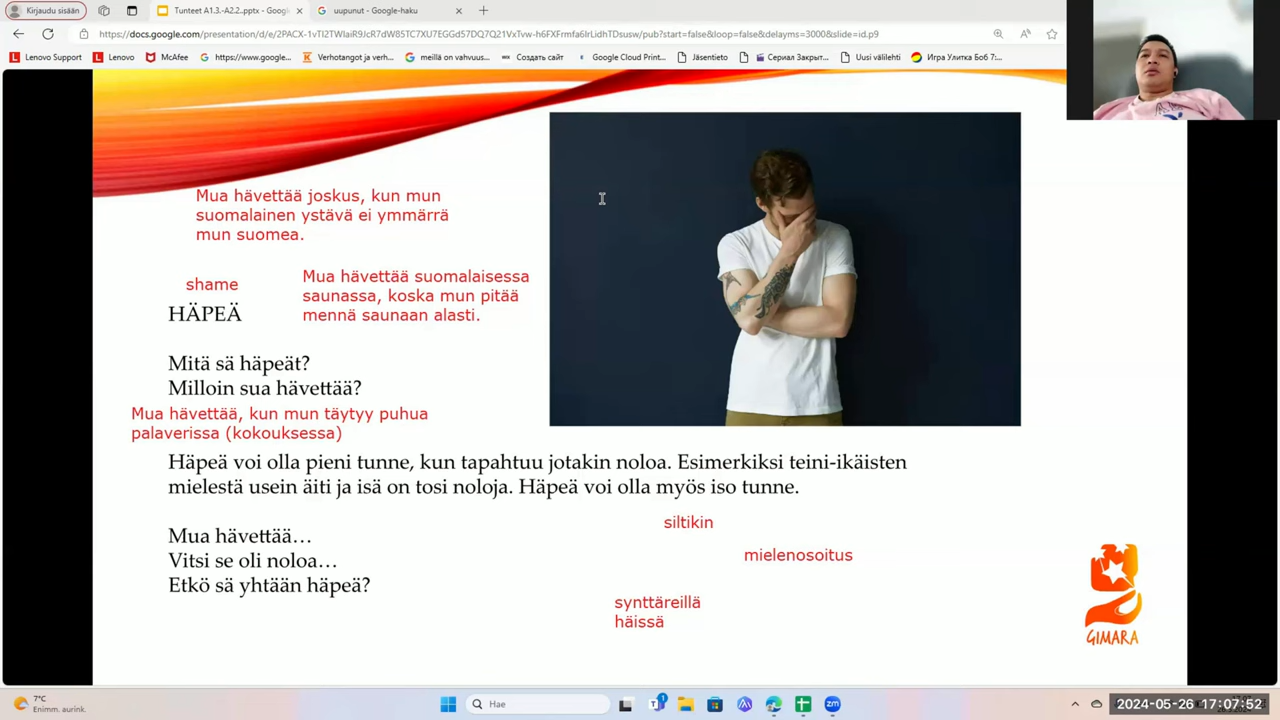 Kirjaudu sisään
Tunteet A1.3.-A2.2..pptx - Google
uupunut - Google-haku
https://docs.google.com/presentation/d/e/2PACX-1vTJ2TWlaiR9JcR7dW85TC7XU7EGGd57DQ7Q21VxTvw-h6FXFrmfa6lrLidhTDsusw/pub?start=false&loop=false&delayms=3000&slide=id.p9
Lenovo Support
Lenovo
McAfee
https://www.google...
Verhotangot ja verh...
meillä on vahvuus...
Создать сайт
Google Cloud Print...
Jäsentieto
Сериал Закрыт...
Uusi välilehti
Игра Улитка Боб 7:...
Mua hävettää joskus, kun mun
suomalainen ystävä ei ymmärrä
mun suomea.
shame
Mua hävettää suomalaisessa
saunassa, koska mun pitää
mennä saunaan alasti.
HÄPEÄ
Mitä sä häpeät?
Milloin sua hävettää?
Mua hävettää, kun mun täytyy puhua
palaverissa (kokouksessa)
Häpeä voi olla pieni tunne, kun tapahtuu jotakin noloa. Esimerkiksi teini-ikäisten
mielestä usein äiti ja isä on tosi noloja. Häpeä voi olla myös iso tunne.
siltikin
Mua hävettää…
mielenosoitus
Vitsi se oli noloa…
Etkö sä yhtään häpeä?
synttäreillä
häissä
GIMARA
7°C
Enimm. aurink.
Hae
2024-05-26 17:07:52